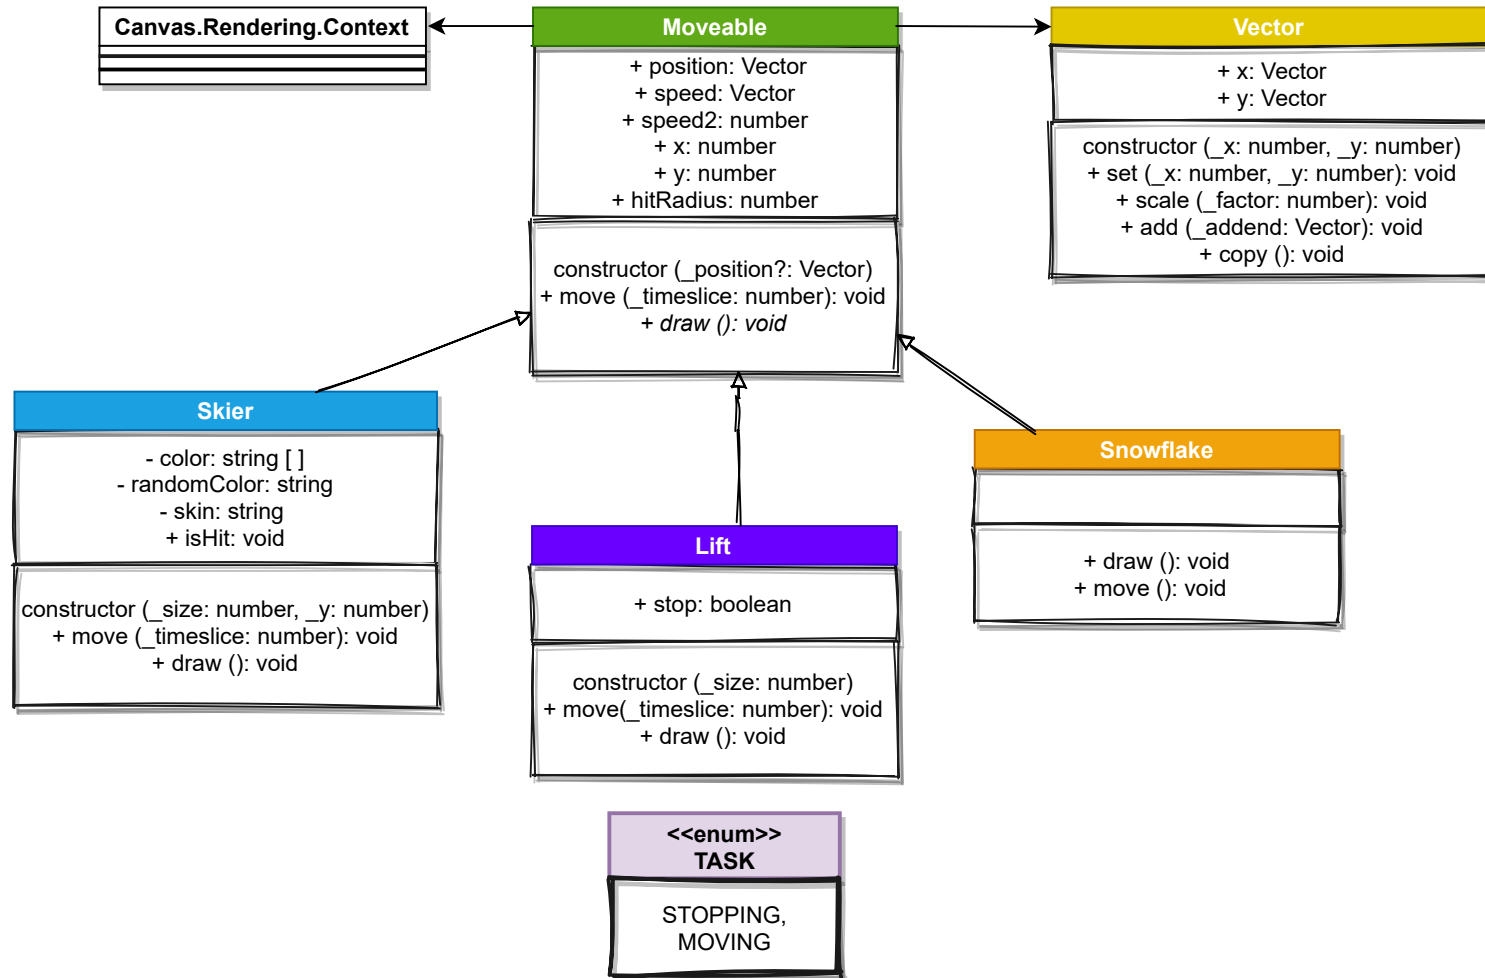 Canvas.Rendering.Context
Moveable
+ position: Vector
+ speed: Vector
+ speed2: number
+ x: number
+ y: number
+ hitRadius: number
constructor (_position?: Vector)
+ move (_timeslice: number): void
+ draw (): void
Vector
+ x: Vector
+ y: Vector
constructor (_x: number, _y: number)
+ set (_x: number, _y: number): void
+ scale (_factor: number): void
+ add (_addend: Vector): void
+ copy (): void
Skier
- color: string [ ]
- randomColor: string
- skin: string
+ isHit: void
constructor (_size: number, _y: number)
+ move (_timeslice: number): void
+ draw (): void
Lift
+ stop: boolean
constructor (_size: number)
+ move(_timeslice: number): void
+ draw (): void
Snowflake
+ draw (): void
+ move (): void
<<enum>>
TASK
STOPPING,
MOVING